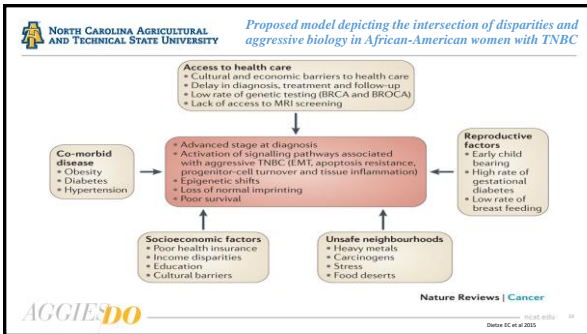 NORTH CAROLINA AGRICULTURAL
AND TECHNICAL STATE UNIVERSITY
Proposed model depicting the intersection of disparities and
aggressive biology in African-American women with TNBC
Access to health care
• Cultural and economic barriers to health care
• Delay in diagnosis, treatment and follow-up
• Low rate of genetic testing (BRCA and BROCA)
• Lack of access to MRI screening
Co-morbid
disease
• Obesity
• Diabetes
• Hypertension
• Advanced stage at diagnosis
• Activation of signalling pathways associated
with aggressive TNBC (EMT, apoptosis resistance,
progenitor-cell turnover and tissue inflammation)
• Epigenetic shifts
• Loss of normal imprinting
• Poor survival
Reproductive
factors
• Early child
bearing
• High rate of
gestational
diabetes
• Low rate of
breast feeding
Socioeconomic factors
• Poor health insurance
• Income disparities
• Education
• Cultural barriers
Unsafe neighbourhoods
• Heavy metals
• Carcinogens
• Stress
• Food deserts
Nature Reviews | Cancer
AGGIES DO
ncat.edu
Dietze EC et al 2015